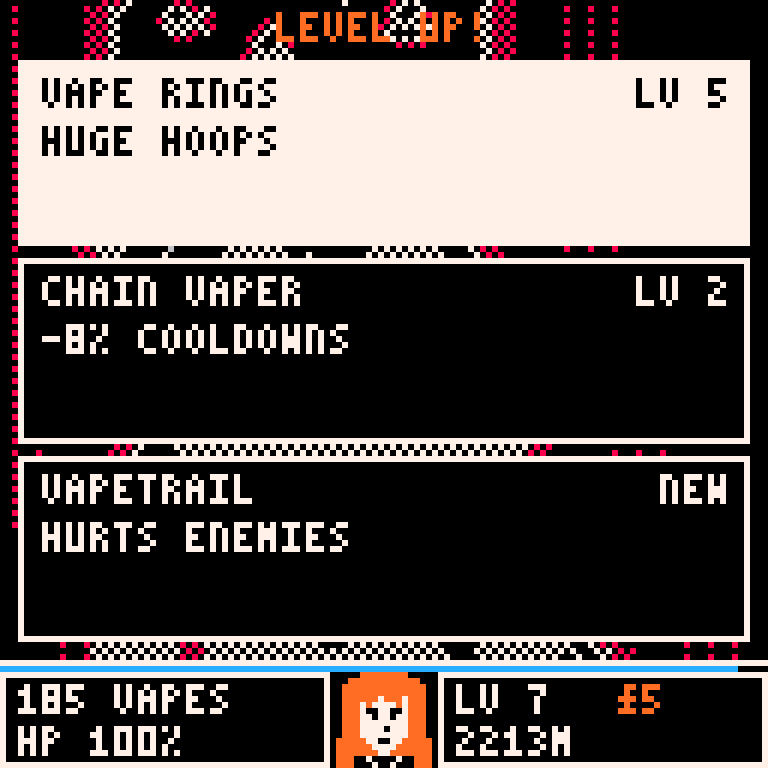 LEVEL UP!
VAPE RINGS LV 5
HUGE HOOPS
CHAIN VAPER LV 2
-8% COOLDOWNS
VAPETRAIL NEW
HURTS ENEMIES
185 VAPES
HP 100%
LV 7 £5
2213M